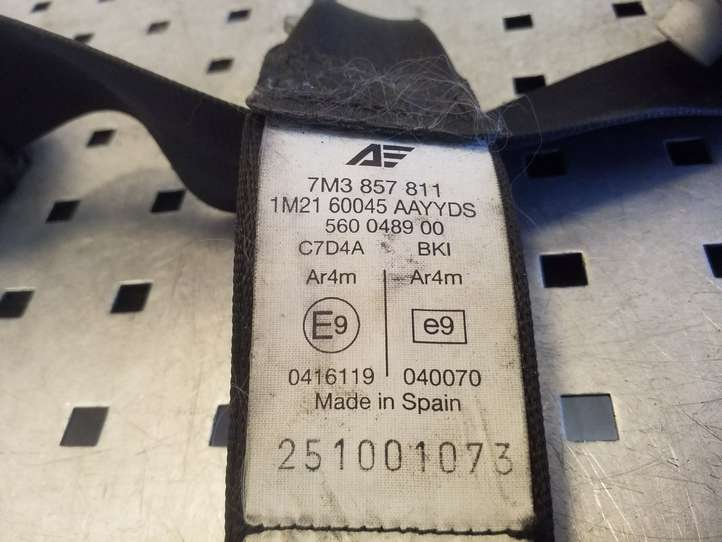 AE
7M3 857 811
1M21 60045 AAYYDS
560 0489 00
C7D4A BKI
Ar4m Ar4m
E9 e9
0416119 040070
Made in Spain
251001073